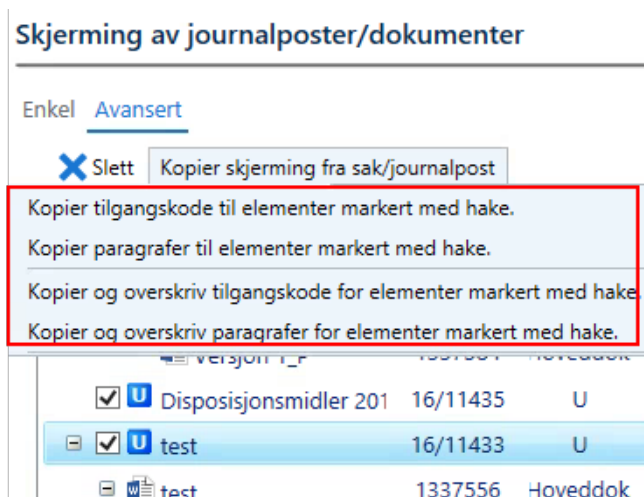 Skjerming av journalposter/dokumenter
Enkel Avansert
Slett Kopier skjerming fra sak/journalpost
Kopier tilgangskode til elementer markert med hake.
Kopier paragrafer til elementer markert med hake.
Kopier og overskriv tilgangskode for elementer markert med hake
Kopier og overskriv paragrafer for elementer markert med hake.
Versjon 1_P
U Disposisjonsmidler 201 16/11435 U
U test 16/11433 U
test 1337556 Hoveddok